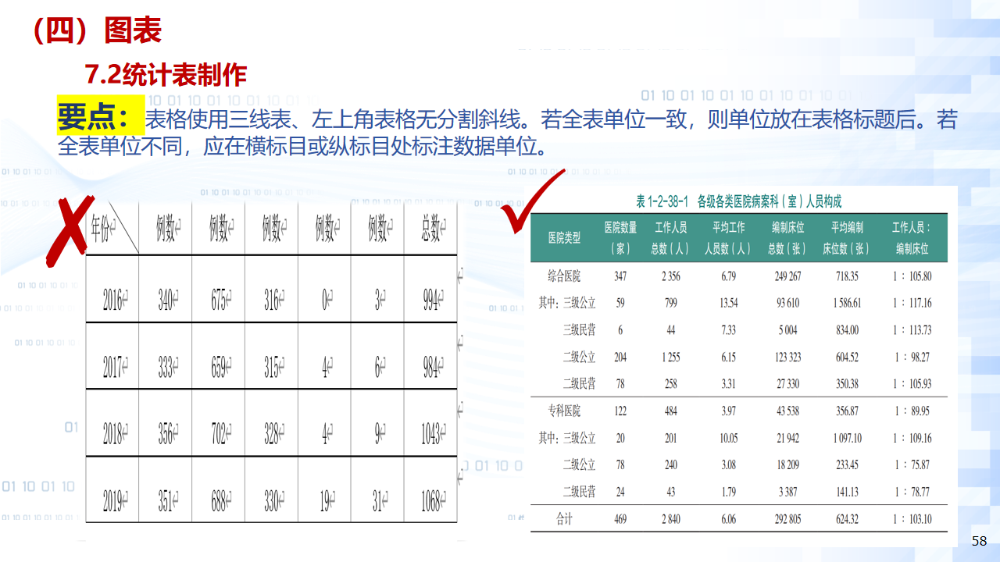 （四）图表
7.2统计表制作
要点：表格使用三线表、左上角表格无分割斜线。若全表单位一致，则单位放在表格标题后。若
全表单位不同，应在横标目或纵标目处标注数据单位。
年份 例数 例数 例数 例数 例数 总数
2016 340 675 316 0 3 994
2017 333 659 315 4 6 984
2018 356 702 328 4 9 1043
2019 351 688 330 19 31 1068
表 1-2-38-1 各级各类医院病案科（室）人员构成
医院类型 医院数量（家） 工作人员总数（人） 平均工作人员数（人） 编制床位总数（张） 平均编制床位数（张） 工作人员：编制床位
综合医院 347 2 356 6.79 249 267 718.35 1：105.80
其中：三级公立 59 799 13.54 93 610 1 586.61 1：117.16
三级民营 6 44 7.33 5 004 834.00 1：113.73
二级公立 204 1 255 6.15 123 323 604.52 1：98.27
二级民营 78 258 3.31 27 330 350.38 1：105.93
专科医院 122 484 3.97 43 538 356.87 1：89.95
其中：三级公立 20 201 10.05 21 942 1 097.10 1：109.16
二级公立 78 240 3.08 18 209 233.45 1：75.87
二级民营 24 43 1.79 3 387 141.13 1：78.77
合计 469 2 840 6.06 292 805 624.32 1：103.10
58